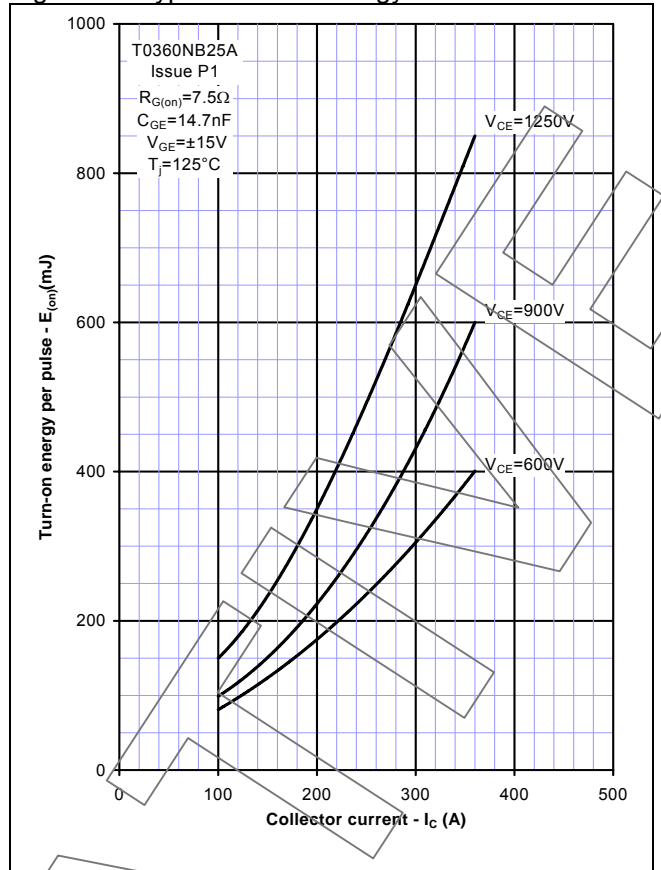 1000
T0360NB25A
Issue P1
R_G(on)=7.5Ω
C_GE=14.7nF
V_GE=±15V
T_j=125°C
V_CE=1250V
800
V_CE=900V
600
V_CE=600V
400
200
0
0 100 200 300 400 500
Turn-on energy per pulse - E_(on) (mJ)
Collector current - I_C (A)